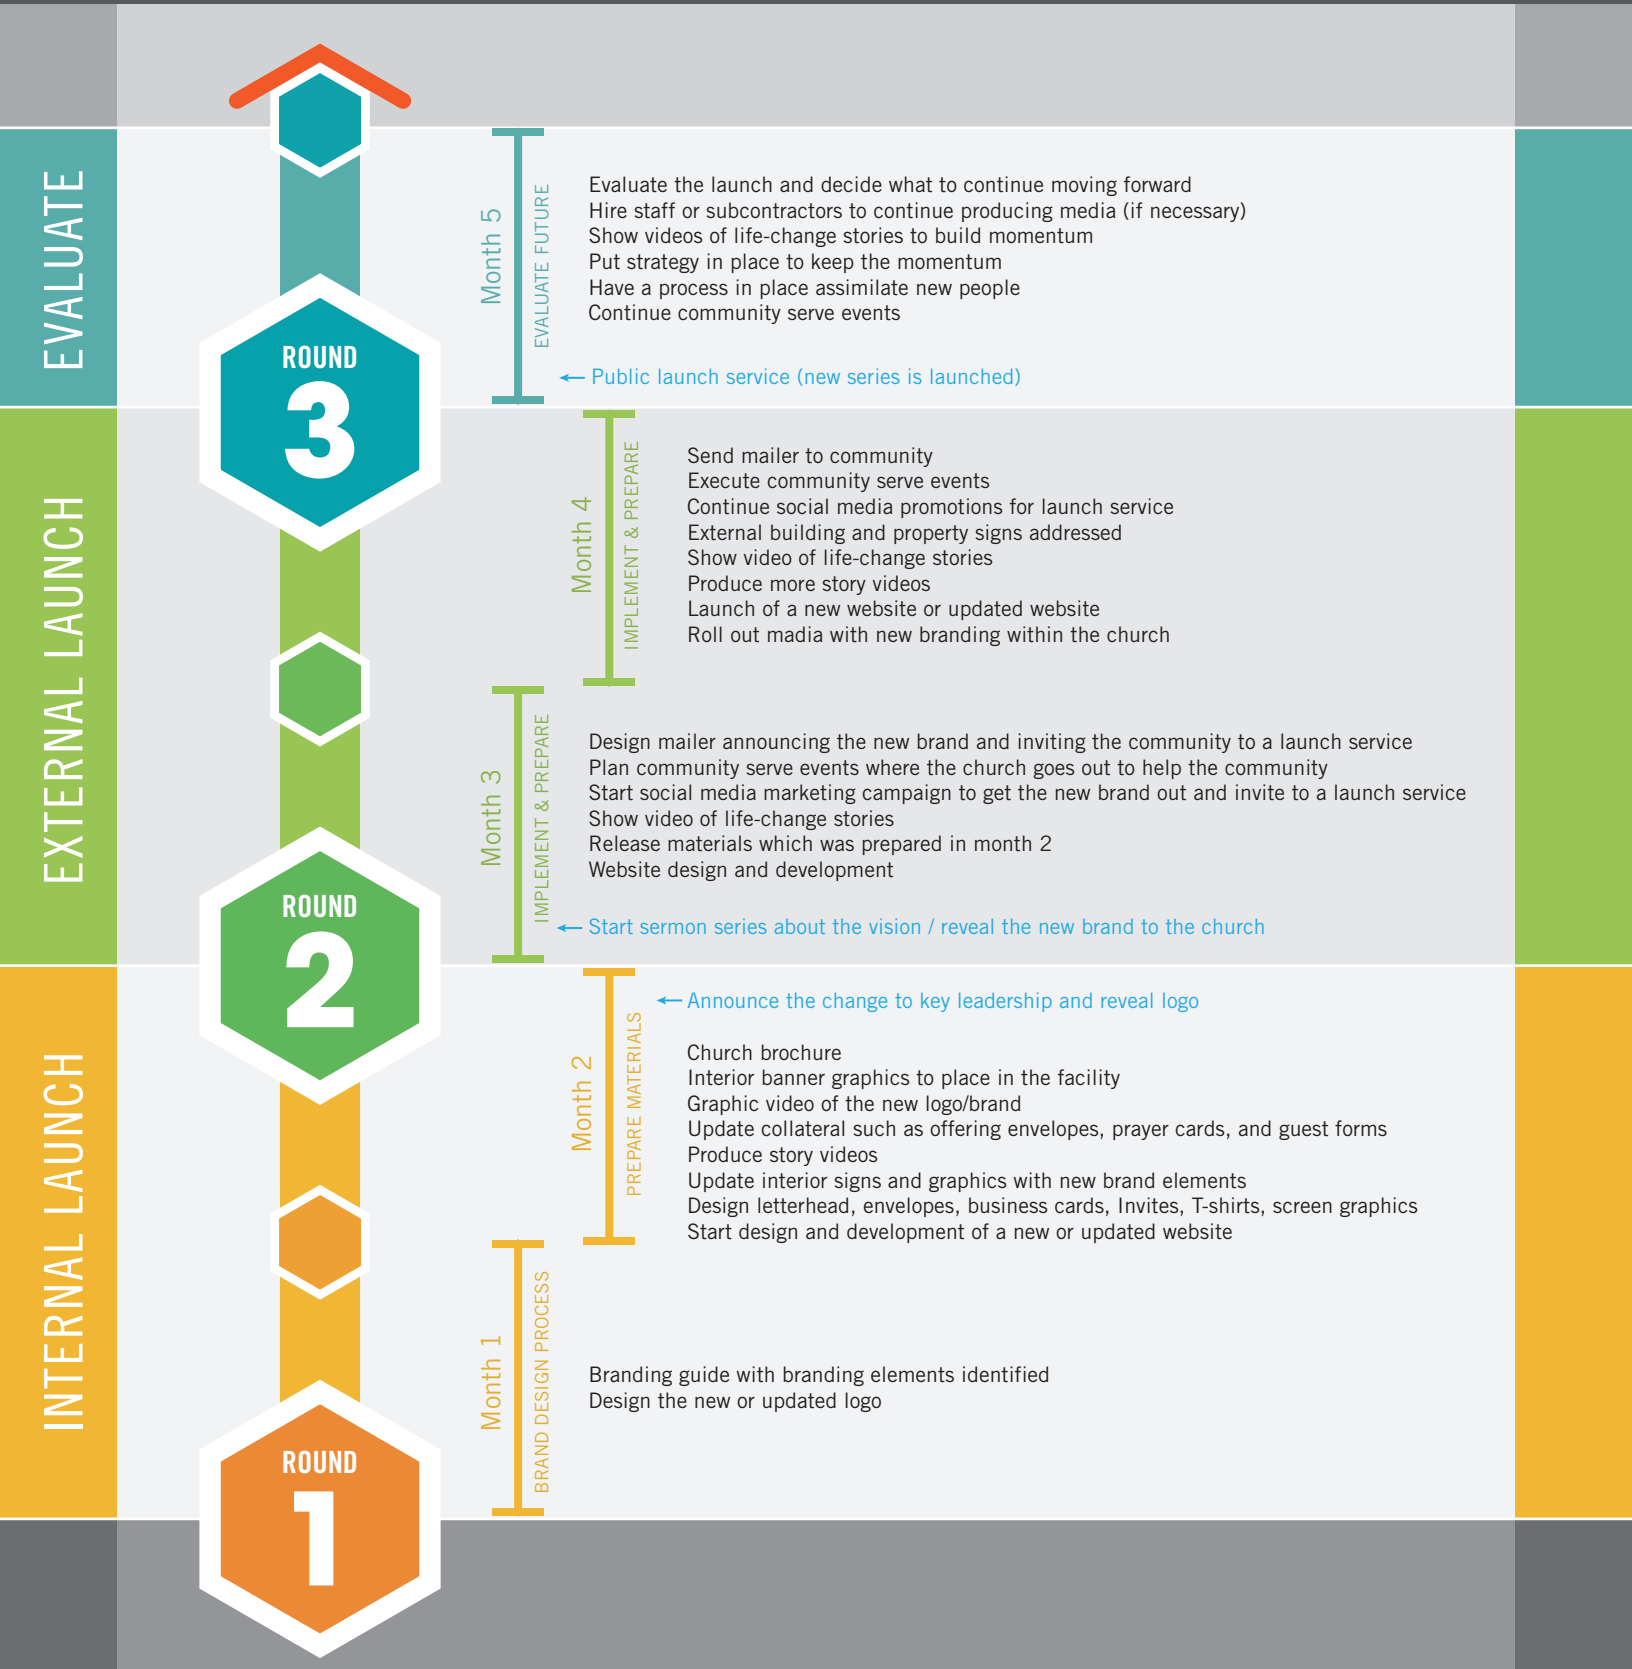 EVALUATE
ROUND
3
Month 5
EVALUATE FUTURE
Evaluate the launch and decide what to continue moving forward
Hire staff or subcontractors to continue producing media (if necessary)
Show videos of life-change stories to build momentum
Put strategy in place to keep the momentum
Have a process in place assimilate new people
Continue community serve events
Public launch service (new series is launched)
EXTERNAL LAUNCH
Month 4
IMPLEMENT & PREPARE
Send mailer to community
Execute community serve events
Continue social media promotions for launch service
External building and property signs addressed
Show video of life-change stories
Produce more story videos
Launch of a new website or updated website
Roll out madia with new branding within the church
Month 3
IMPLEMENT & PREPARE
Design mailer announcing the new brand and inviting the community to a launch service
Plan community serve events where the church goes out to help the community
Start social media marketing campaign to get the new brand out and invite to a launch service
Show video of life-change stories
Release materials which was prepared in month 2
Website design and development
Start sermon series about the vision / reveal the new brand to the church
ROUND
2
INTERNAL LAUNCH
Month 2
PREPARE MATERIALS
Announce the change to key leadership and reveal logo
Church brochure
Interior banner graphics to place in the facility
Graphic video of the new logo/brand
Update collateral such as offering envelopes, prayer cards, and guest forms
Produce story videos
Update interior signs and graphics with new brand elements
Design letterhead, envelopes, business cards, Invites, T-shirts, screen graphics
Start design and development of a new or updated website
Month 1
BRAND DESIGN PROCESS
Branding guide with branding elements identified
Design the new or updated logo
ROUND
1